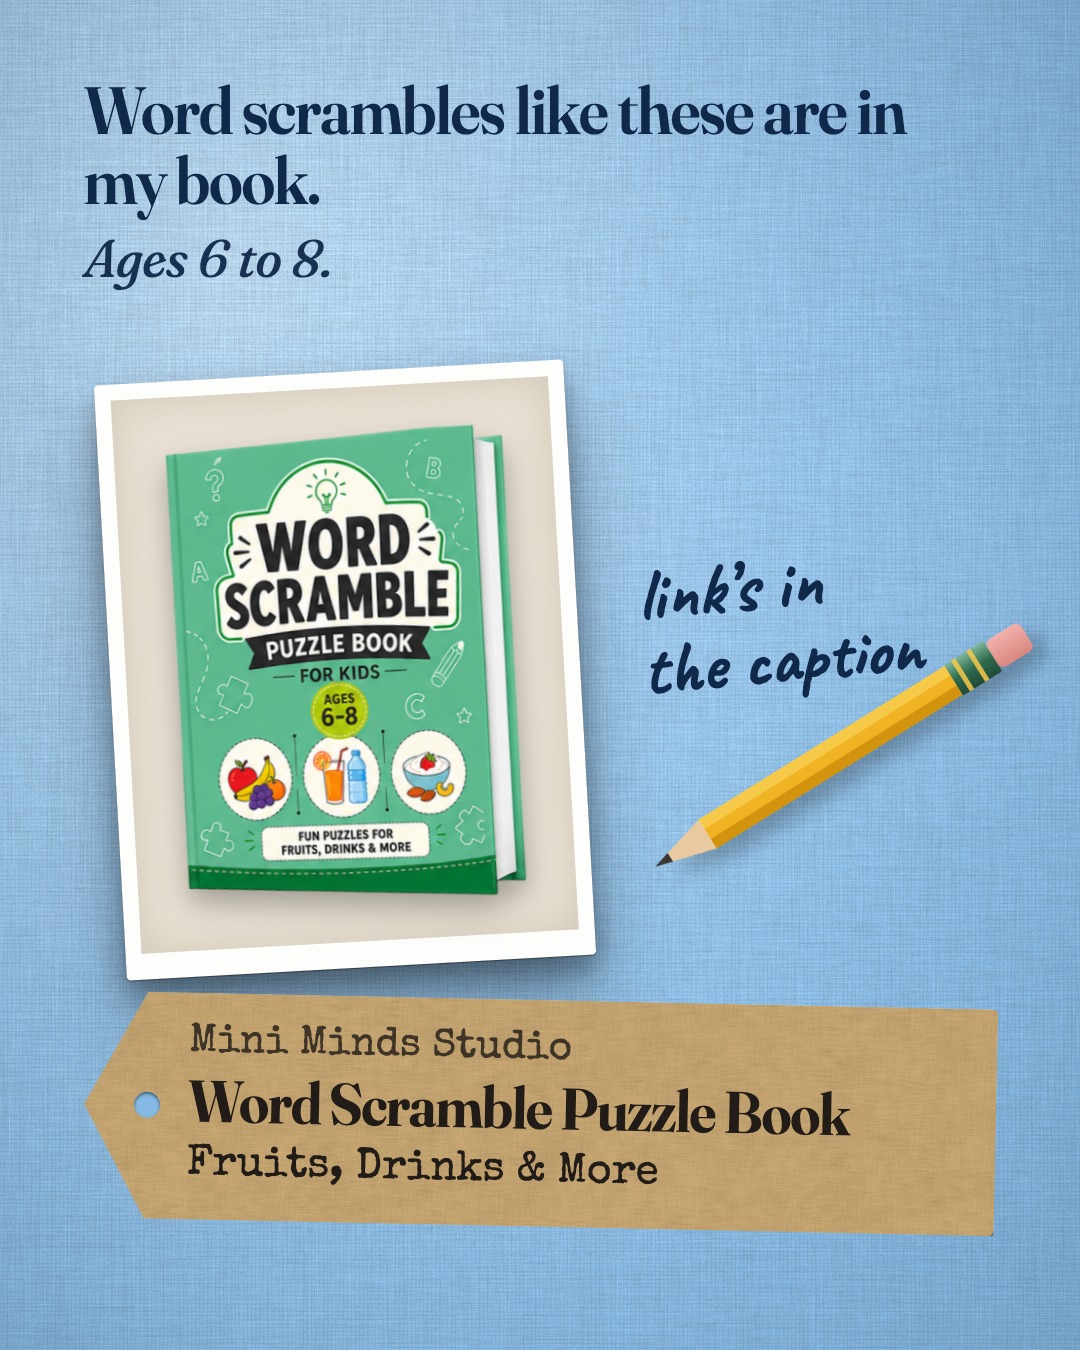 Word scrambles like these are in
my book.
Ages 6 to 8.
?
B
A
WORD
SCRAMBLE
PUZZLE BOOK
FOR KIDS
AGES
6-8
C
FUN PUZZLES FOR
FRUITS, DRINKS & MORE
link's in
the caption
Mini Minds Studio
Word Scramble Puzzle Book
Fruits, Drinks & More